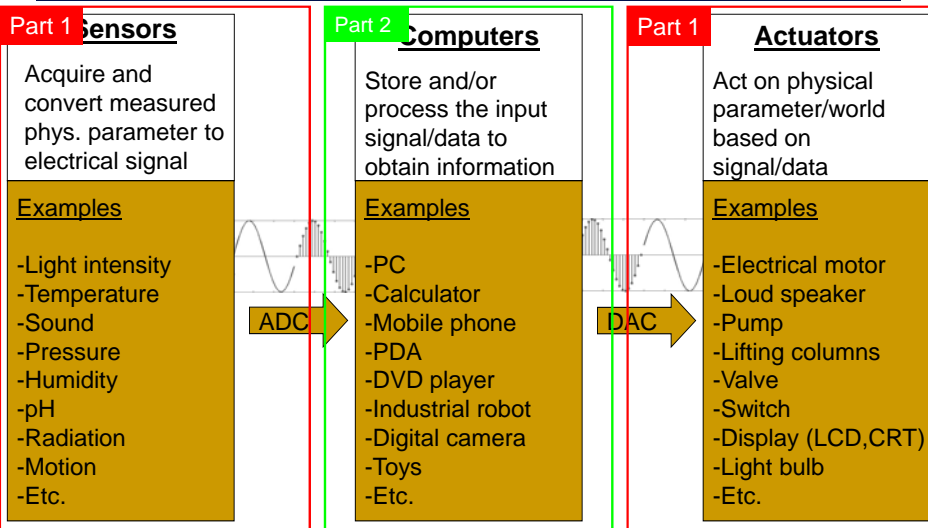 Part 1
Sensors
Acquire and
convert measured
phys. parameter to
electrical signal
Examples
-Light intensity
-Temperature
-Sound
-Pressure
-Humidity
-pH
-Radiation
-Motion
-Etc.
ADC
Part 2
Computers
Store and/or
process the input
signal/data to
obtain information
Examples
-PC
-Calculator
-Mobile phone
-PDA
-DVD player
-Industrial robot
-Digital camera
-Toys
-Etc.
DAC
Part 1
Actuators
Act on physical
parameter/world
based on
signal/data
Examples
-Electrical motor
-Loud speaker
-Pump
-Lifting columns
-Valve
-Switch
-Display (LCD,CRT)
-Light bulb
-Etc.